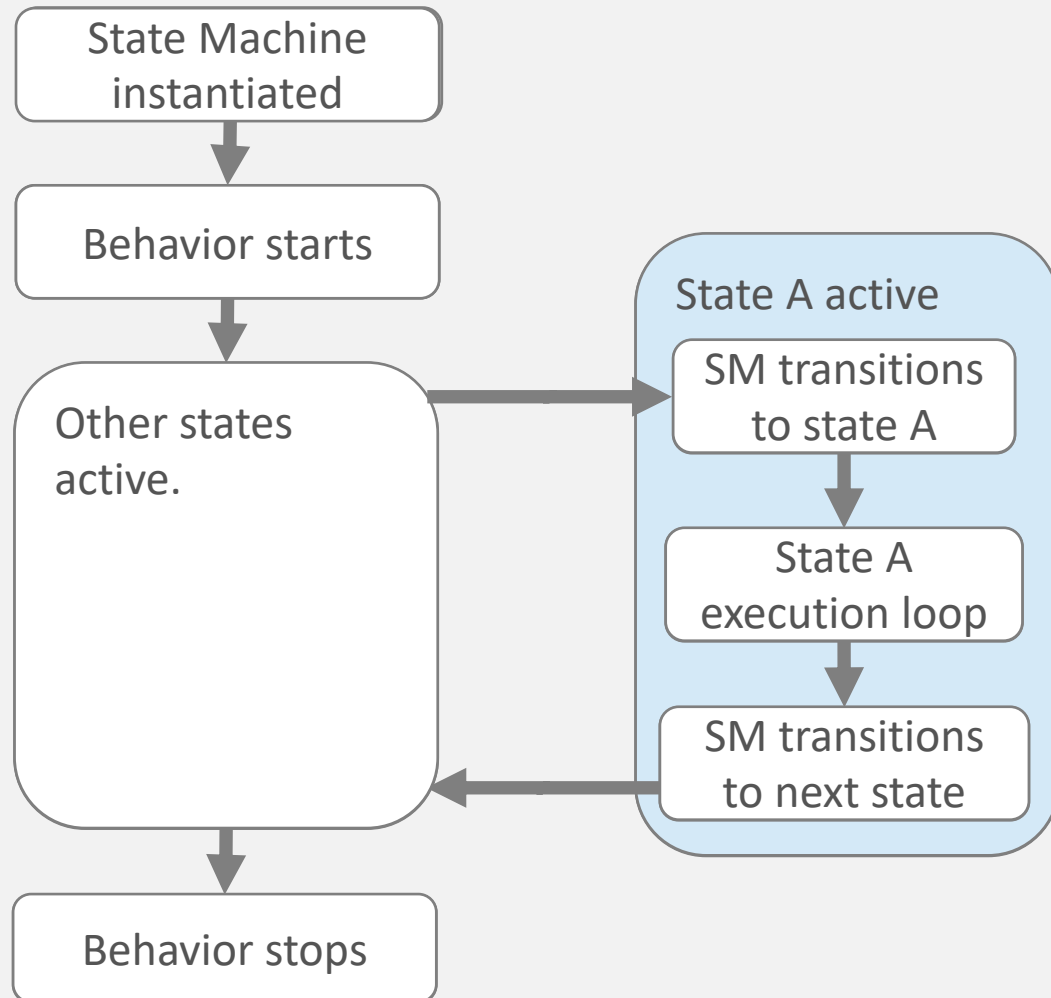 State Machine
instantiated
Behavior starts
Other states
active.
State A active
SM transitions
to state A
State A
execution loop
SM transitions
to next state
Behavior stops